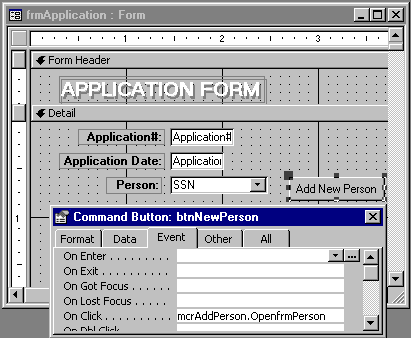 frmApplication : Form
1 2 3
Form Header
APPLICATION FORM
Detail
Application#: Application#
Application Date: Application
Person: SSN Add New Person
1
Command Button: btnNewPerson
Format Data Event Other All
On Enter . . . . . . . . . . ...
On Exit . . . . . . . . . . .
On Got Focus . . . . . .
On Lost Focus . . . . . .
On Click . . . . . . . . . . mcrAddPerson.OpenfrmPerson
On Dbl Click